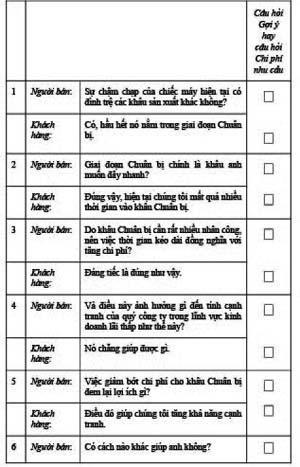 Câu hỏi
Gợi ý
hay
câu hỏi
Chi phí
nhu cầu
1 Người bán: Sự chậm chạp của chiếc máy hiện tại có
đình trệ các khâu sản xuất khác không?
Khách
hàng: Có, hầu hết nó nằm trong giai đoạn Chuẩn
bị.
2 Người bán: Giai đoạn Chuẩn bị chính là khâu anh
muốn đẩy nhanh?
Khách
hàng: Đúng vậy, hiện tại chúng tôi mất quá nhiều
thời gian vào khâu Chuẩn bị.
3 Người bán: Do khâu Chuẩn bị cần rất nhiều nhân công,
nên việc thời gian kéo dài đồng nghĩa với
tăng chi phí?
Khách
hàng: Đáng tiếc là đúng như vậy.
4 Người bán: Và điều này ảnh hưởng gì đến tính cạnh
tranh của quý công ty trong lĩnh vực kinh
doanh lãi thấp như thế này?
Khách
hàng: Nó chẳng giúp được gì.
5 Người bán: Việc giảm bớt chi phí cho khâu Chuẩn bị
đem lại lợi ích gì?
Khách
hàng: Điều đó giúp chúng tôi tăng khả năng cạnh
tranh.
6 Người bán: Có cách nào khác giúp anh không?